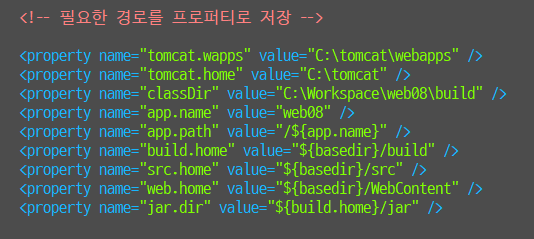 <!-- 필요한 경로를 프로퍼티로 저장 -->
<property name="tomcat.wapps" value="C:\tomcat\webapps" />
<property name="tomcat.home" value="C:\tomcat" />
<property name="classDir" value="C:\Workspace\web08\build" />
<property name="app.name" value="web08" />
<property name="app.path" value="/${app.name}" />
<property name="build.home" value="${basedir}/build" />
<property name="src.home" value="${basedir}/src" />
<property name="web.home" value="${basedir}/WebContent" />
<property name="jar.dir" value="${build.home}/jar" />